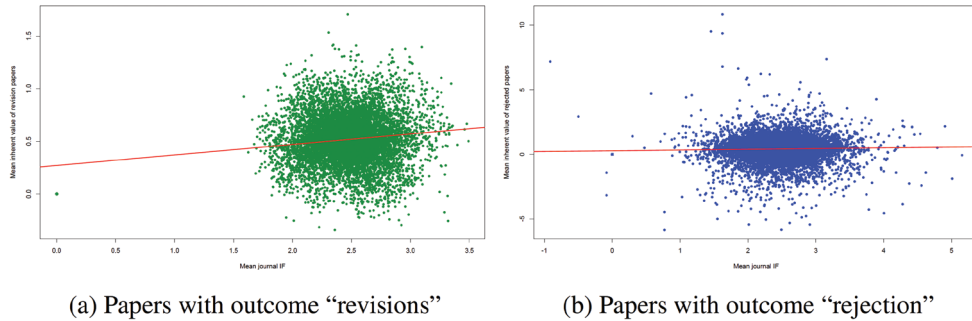 Mean inherent value of revision papers
1.5
1.0
0.5
0.0
0.0 0.5 1.0 1.5 2.0 2.5 3.0 3.5
Mean journal IF
(a) Papers with outcome “revisions”
Mean inherent value of rejected papers
10
5
0
-5
-1 0 1 2 3 4 5
Mean journal IF
(b) Papers with outcome “rejection”